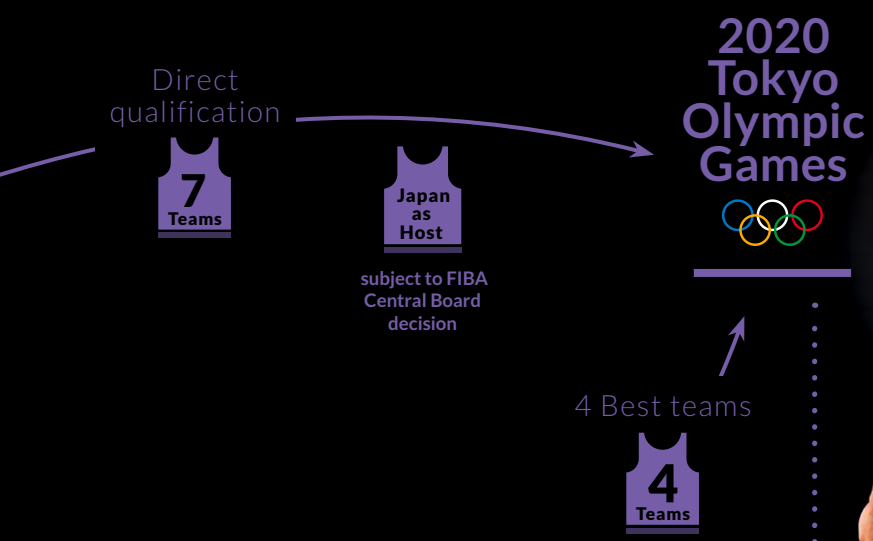 2020
Tokyo
Olympic
Games
Direct
qualification
7
Teams
Japan
as
Host
subject to FIBA
Central Board
decision
4 Best teams
4
Teams